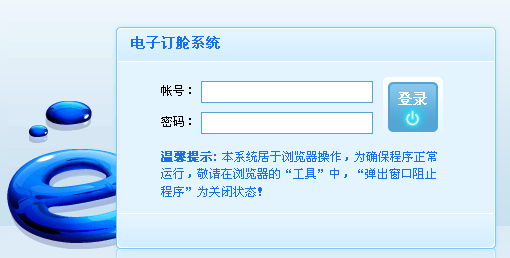 电子订舱系统
帐号：
登录
密码：
温馨提示: 本系统居于浏览器操作，为确保程序正常
运行，敬请在浏览器的“工具”中，“弹出窗口阻止
程序”为关闭状态！